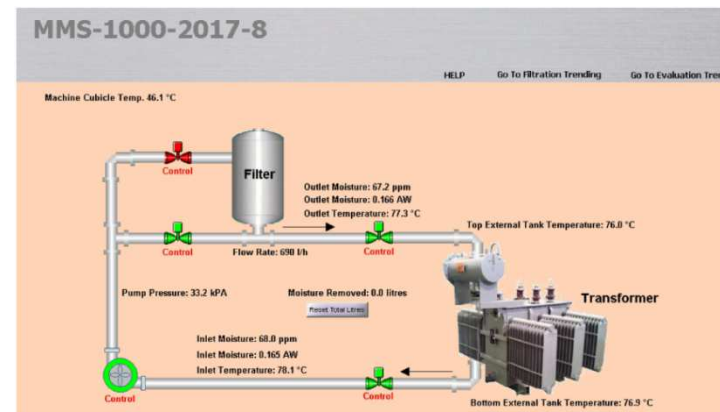 MMS-1000-2017-8
HELP Go To Filtration Trending Go To Evaluation Tre
Machine Cubicle Temp. 46.1 °C
Control
Filter
Outlet Moisture: 67.2 ppm
Outlet Moisture: 0.166 AW
Outlet Temperature: 77.3 °C
Top External Tank Temperature: 76.0 °C
Control
Flow Rate: 690 l/h
Control
Pump Pressure: 33.2 kPA
Moisture Removed: 0.0 litres
Reset Total Litres
Transformer
Inlet Moisture: 68.0 ppm
Inlet Moisture: 0.165 AW
Inlet Temperature: 78.1 °C
Control
Control
Bottom External Tank Temperature: 76.9 °C